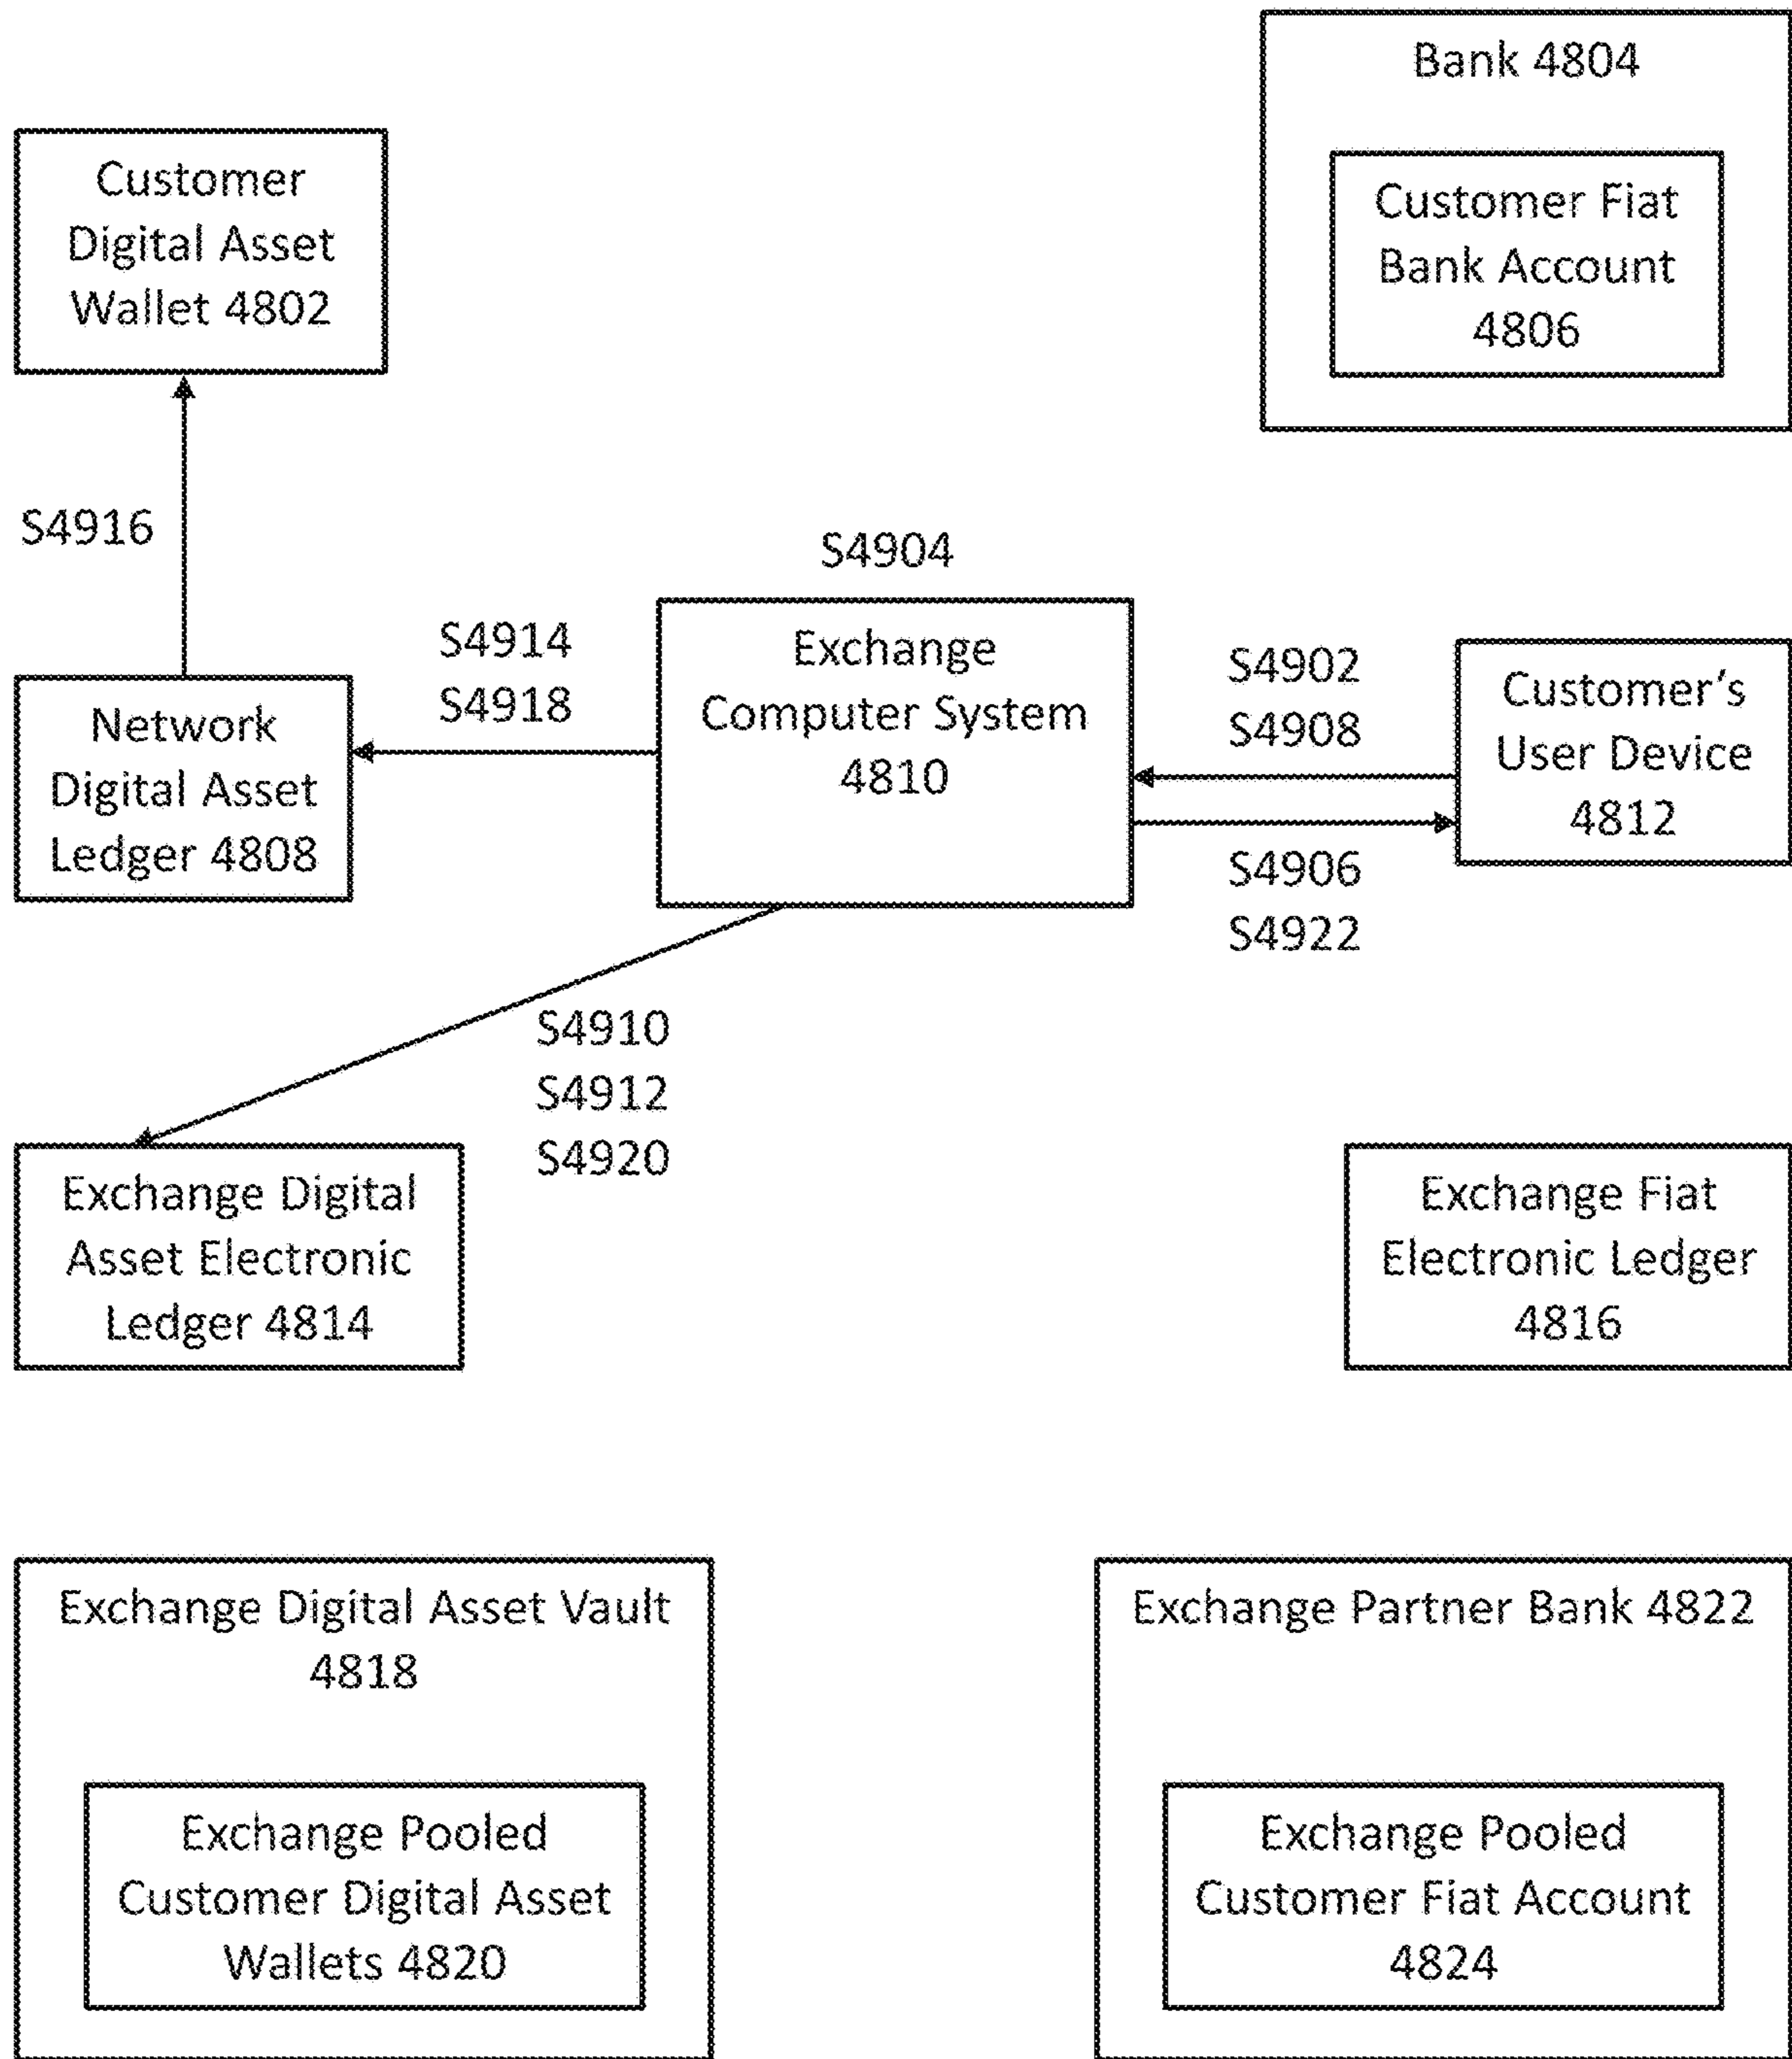 Bank 4804
Customer
Digital Asset
Wallet 4802
Customer Fiat
Bank Account
4806
S4916
S4904
S4914
S4918
Exchange
Computer System
4810
S4902
S4908
Customer's
User Device
4812
Network
Digital Asset
Ledger 4808
S4906
S4922
S4910
S4912
S4920
Exchange Digital
Asset Electronic
Ledger 4814
Exchange Fiat
Electronic Ledger
4816
Exchange Digital Asset Vault
4818
Exchange Pooled
Customer Digital Asset
Wallets 4820
Exchange Partner Bank 4822
Exchange Pooled
Customer Fiat Account
4824